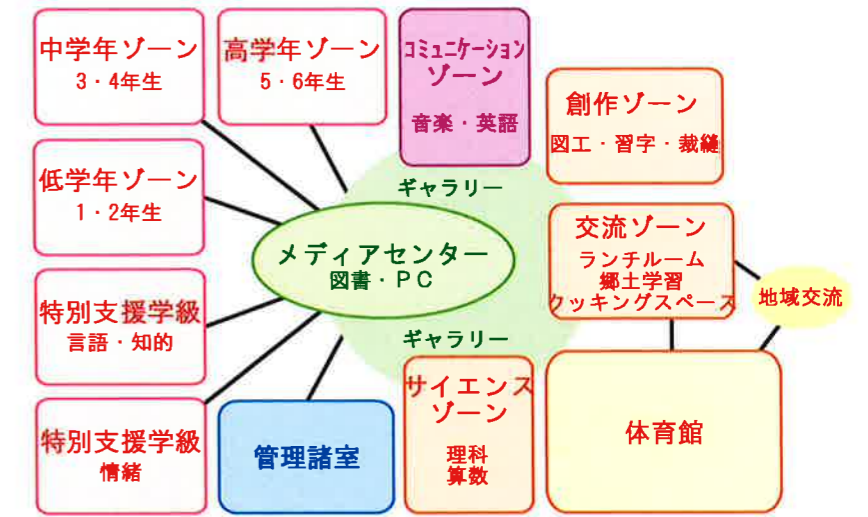 中学年ゾーン
3・4年生
高学年ゾーン
5・6年生
コミュニケーション
ゾーン
音楽・英語
創作ゾーン
図工・習字・裁縫
低学年ゾーン
1・2年生
ギャラリー
メディアセンター
図書・PC
交流ゾーン
ランチルーム
郷土学習
クッキングスペース
地域交流
特別支援学級
言語・知的
ギャラリー
サイエンス
ゾーン
理科
算数
体育館
特別支援学級
情緒
管理諸室